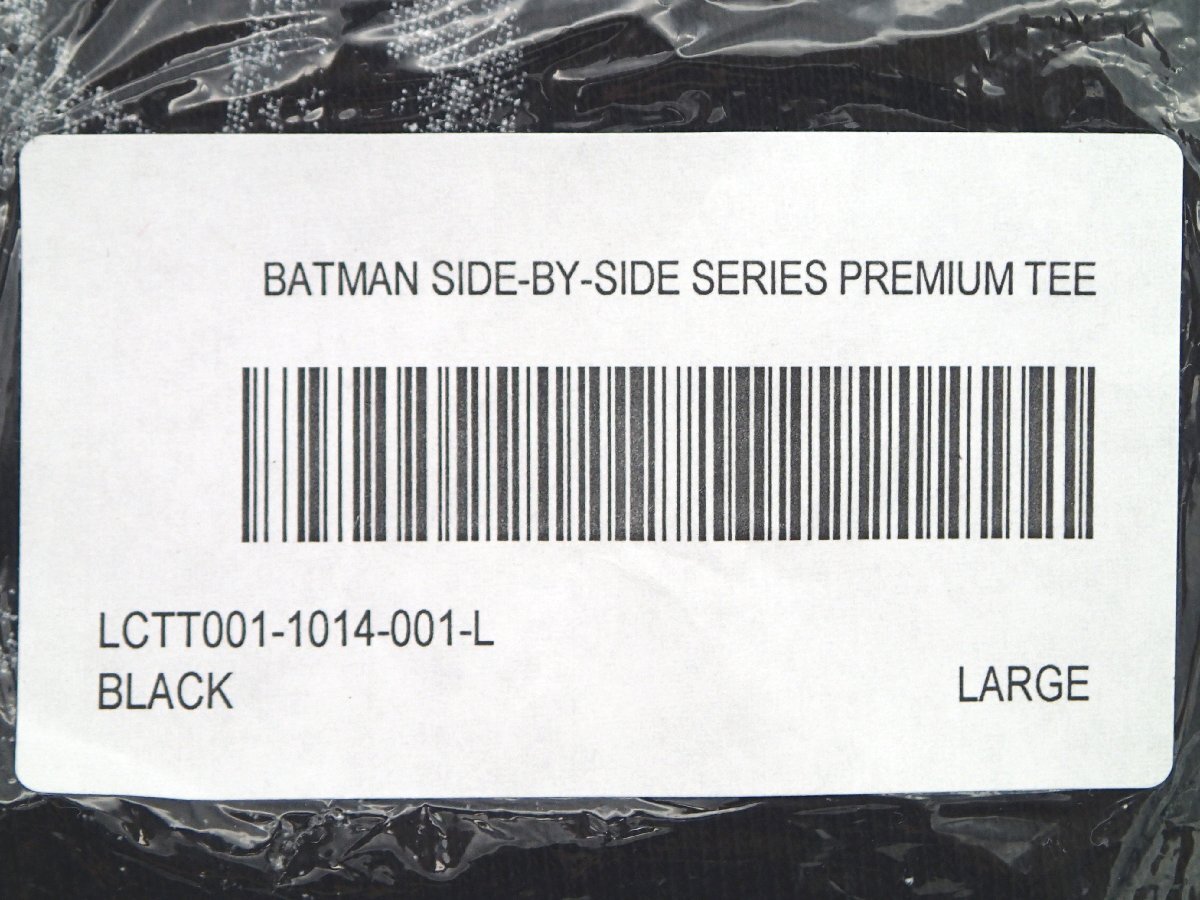 BATMAN SIDE-BY-SIDE SERIES PREMIUM TEE
LCTT001-1014-001-L
BLACK
LARGE